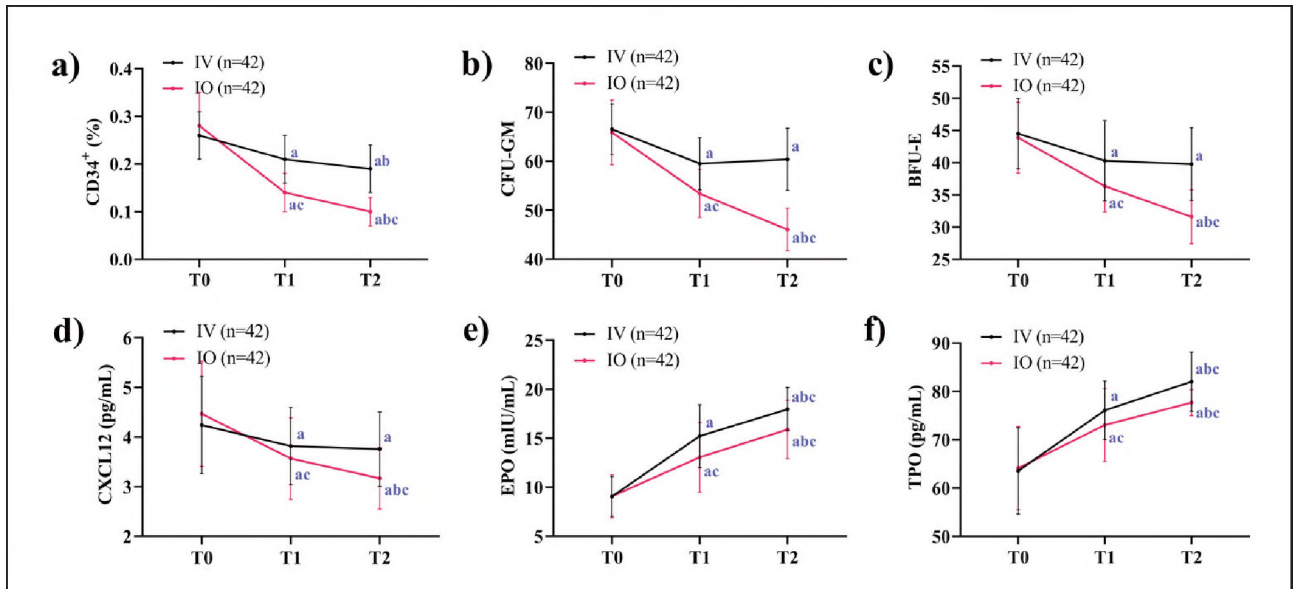 a)
IV (n=42)
IO (n=42)
CD34+ (%)
0.4
0.3
0.2
0.1
0.0
a
ab
ac
abc
T0 T1 T2
b)
IV (n=42)
IO (n=42)
CFU-GM
80
70
60
50
40
a
a
ac
abc
T0 T1 T2
c)
IV (n=42)
IO (n=42)
BFU-E
55
50
45
40
35
30
25
a
a
ac
abc
T0 T1 T2
d)
IV (n=42)
IO (n=42)
CXCL12 (pg/mL)
6
5
4
3
2
a
a
ac
abc
T0 T1 T2
e)
IV (n=42)
IO (n=42)
EPO (mIU/mL)
25
20
15
10
5
a
abc
ac
abc
T0 T1 T2
f)
IV (n=42)
IO (n=42)
TPO (pg/mL)
90
80
70
60
50
a
abc
ac
abc
T0 T1 T2